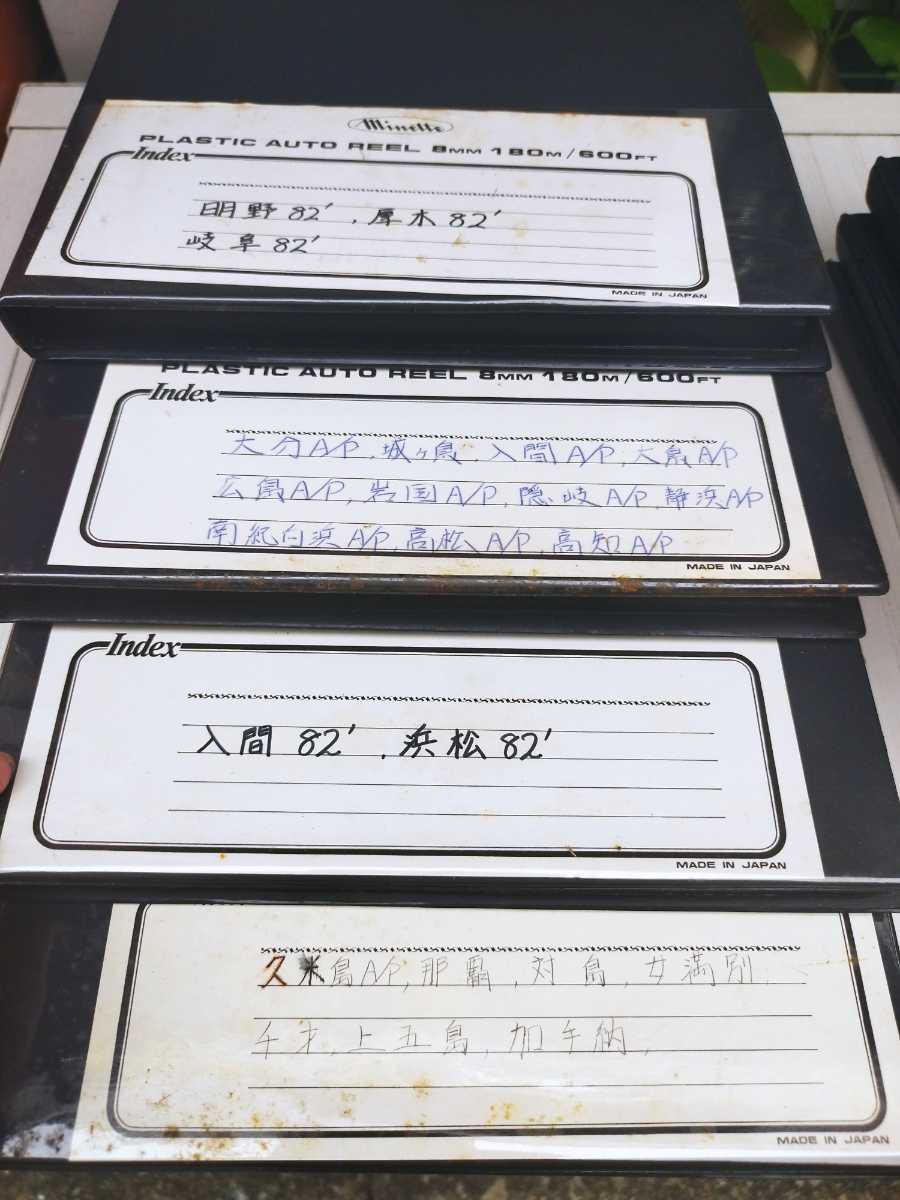 Minette
PLASTIC AUTO REEL 8MM 180M/600FT
Index
明野 82', 厚木 82'
岐阜 82'
MADE IN JAPAN
PLASTIC AUTO REEL 8MM 180M/600FT
Index
大分A/P, 城ヶ島, 入間A/P, 大島A/P
広島A/P, 岩国A/P, 隠岐A/P, 静浜A/P
南紀白浜A/P, 高松A/P, 高知A/P
MADE IN JAPAN
Index
入間 82', 浜松 82'
MADE IN JAPAN
久米島A/P, 那覇, 対島, 女満別,
千才, 上五島, 加手納,
MADE IN JAPAN